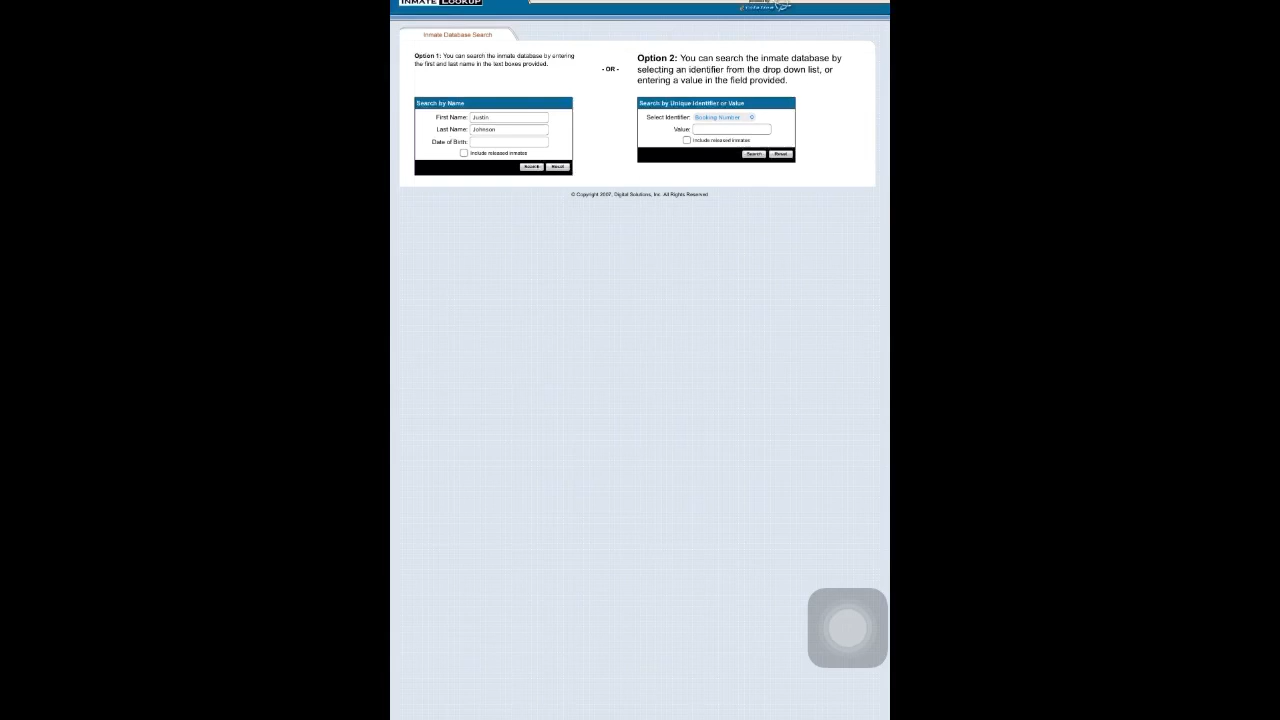 INMATE LOOKUP
Inmate Database Search
Option 1: You can search the inmate database by entering
the first and last name in the text boxes provided.
- OR -
Option 2: You can search the inmate database by
selecting an identifier from the drop down list, or
entering a value in the field provided.
Search by Name
First Name: Justin
Last Name: Johnson
Date of Birth:
Include released inmates
Search Reset
Search by Unique Identifier or Value
Select Identifier: Booking Number
Value:
Include released inmates
Search Reset
© Copyright 2007, Digital Solutions, Inc. All Rights Reserved